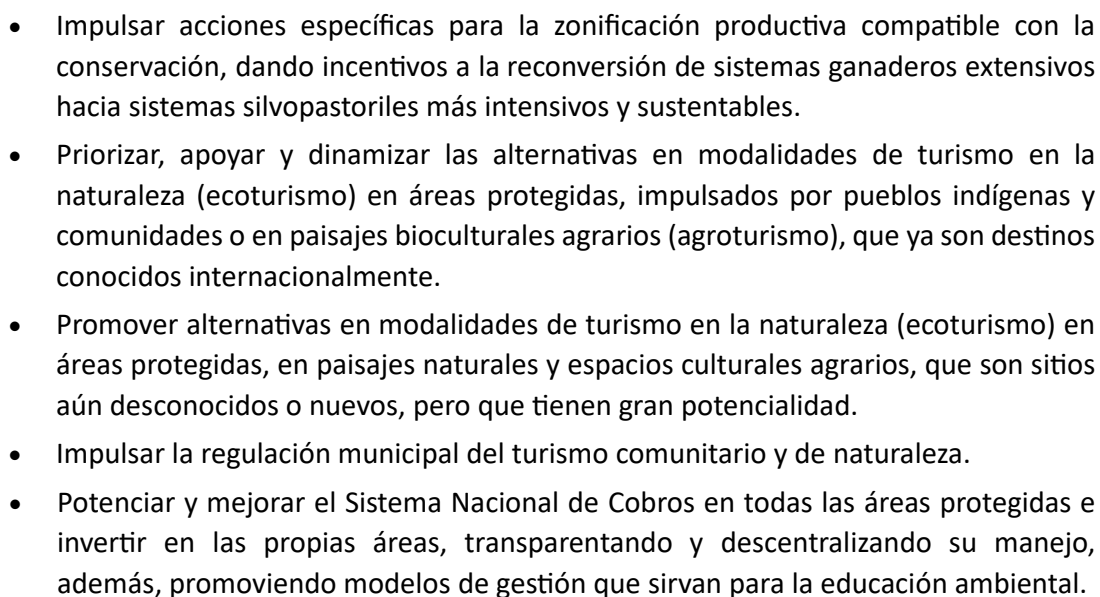 • Impulsar acciones específicas para la zonificación productiva compatible con la
conservación, dando incentivos a la reconversión de sistemas ganaderos extensivos
hacia sistemas silvopastoriles más intensivos y sustentables.
• Priorizar, apoyar y dinamizar las alternativas en modalidades de turismo en la
naturaleza (ecoturismo) en áreas protegidas, impulsados por pueblos indígenas y
comunidades o en paisajes bioculturales agrarios (agroturismo), que ya son destinos
conocidos internacionalmente.
• Promover alternativas en modalidades de turismo en la naturaleza (ecoturismo) en
áreas protegidas, en paisajes naturales y espacios culturales agrarios, que son sitios
aún desconocidos o nuevos, pero que tienen gran potencialidad.
• Impulsar la regulación municipal del turismo comunitario y de naturaleza.
• Potenciar y mejorar el Sistema Nacional de Cobros en todas las áreas protegidas e
invertir en las propias áreas, transparentando y descentralizando su manejo,
además, promoviendo modelos de gestión que sirvan para la educación ambiental.